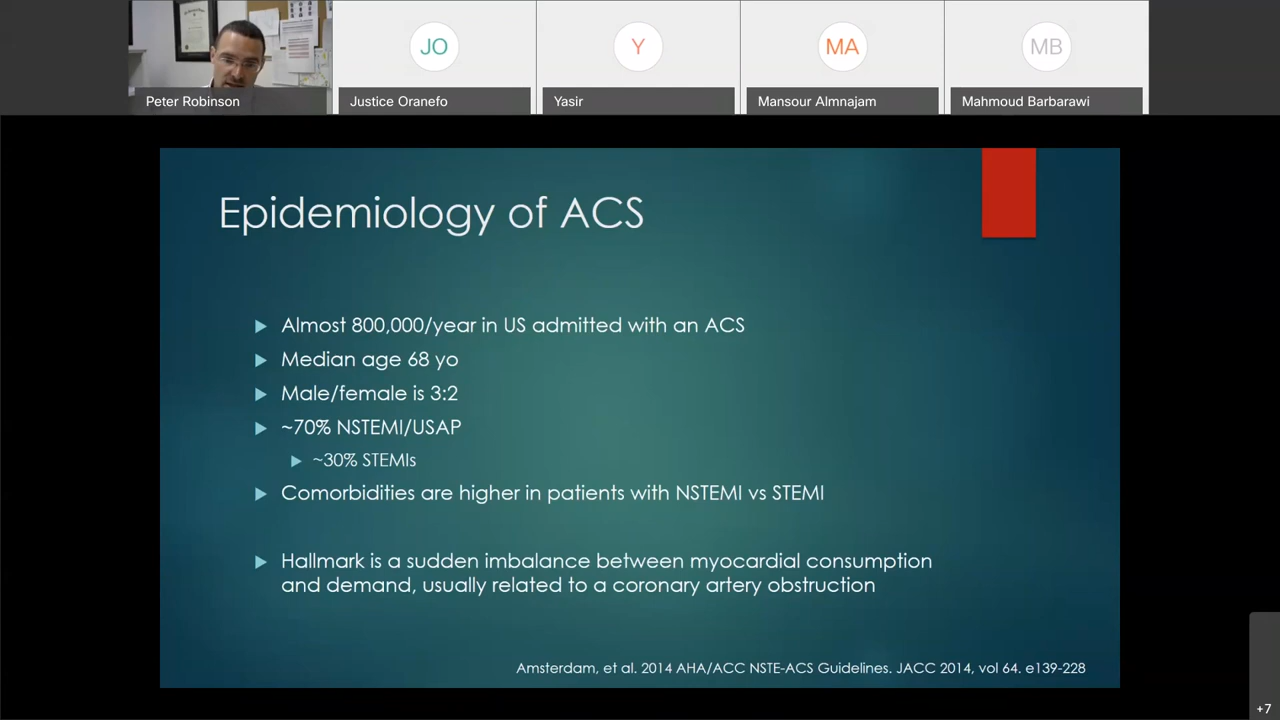 JO
Y
MA
MB
Peter Robinson
Justice Oranefo
Yasir
Mansour Almnajam
Mahmoud Barbarawi
Epidemiology of ACS
Almost 800,000/year in US admitted with an ACS
Median age 68 yo
Male/female is 3:2
~70% NSTEMI/USAP
~30% STEMIs
Comorbidities are higher in patients with NSTEMI vs STEMI
Hallmark is a sudden imbalance between myocardial consumption
and demand, usually related to a coronary artery obstruction
Amsterdam, et al. 2014 AHA/ACC NSTE-ACS Guidelines. JACC 2014, vol 64. e139-228
+7